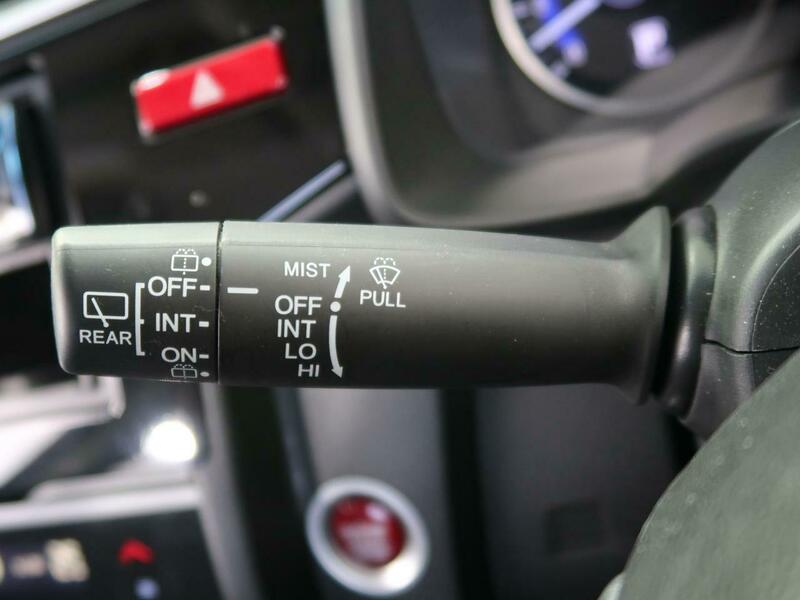 REAR
OFF
INT
ON
MIST
OFF
INT
LO
HI
PULL